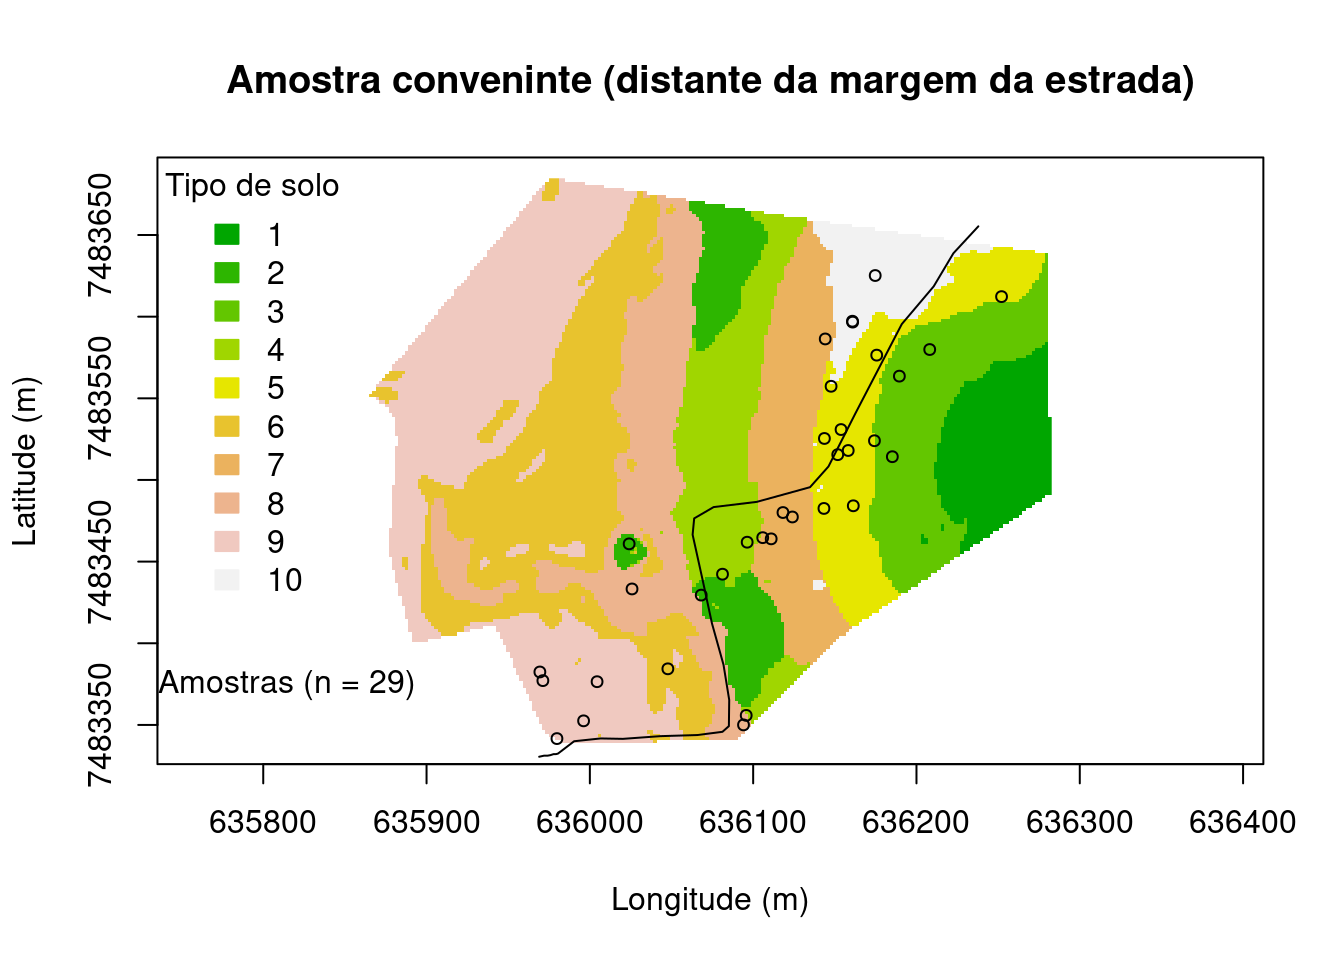 Amostra conveninte (distante da margem da estrada)
Tipo de solo
1
2
3
4
5
6
7
8
9
10
Amostras (n = 29)
Latitude (m)
7483650
7483550
7483450
7483350
635800 635900 636000 636100 636200 636300 636400
Longitude (m)